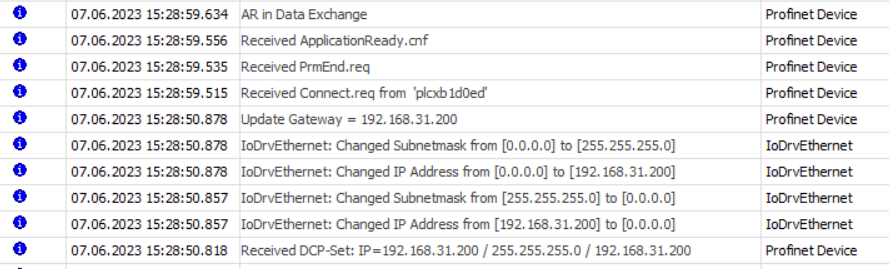 07.06.2023 15:28:59.634 AR in Data Exchange Profinet Device
07.06.2023 15:28:59.556 Received ApplicationReady.cnf Profinet Device
07.06.2023 15:28:59.535 Received PrmEnd.req Profinet Device
07.06.2023 15:28:59.515 Received Connect.req from 'plcxb1d0ed' Profinet Device
07.06.2023 15:28:50.878 Update Gateway = 192.168.31.200 Profinet Device
07.06.2023 15:28:50.878 IoDrvEthernet: Changed Subnetmask from [0.0.0.0] to [255.255.255.0] IoDrvEthernet
07.06.2023 15:28:50.878 IoDrvEthernet: Changed IP Address from [0.0.0.0] to [192.168.31.200] IoDrvEthernet
07.06.2023 15:28:50.857 IoDrvEthernet: Changed Subnetmask from [255.255.255.0] to [0.0.0.0] IoDrvEthernet
07.06.2023 15:28:50.857 IoDrvEthernet: Changed IP Address from [192.168.31.200] to [0.0.0.0] IoDrvEthernet
07.06.2023 15:28:50.818 Received DCP-Set: IP=192.168.31.200 / 255.255.255.0 / 192.168.31.200 Profinet Device